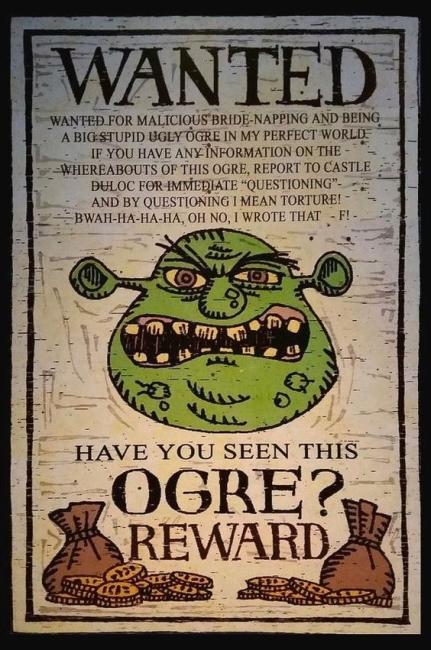 WANTED
WANTED FOR MALICIOUS BRIDE-NAPPING AND BEING
A BIG STUPID UGLY OGRE IN MY PERFECT WORLD.
IF YOU HAVE ANY INFORMATION ON THE
WHEREABOUTS OF THIS OGRE, REPORT TO CASTLE
DULOC FOR IMMEDIATE “QUESTIONING”.
AND BY QUESTIONING I MEAN TORTURE!
BWAH-HA-HA-HA, OH NO, I WROTE THAT - F!
HAVE YOU SEEN THIS
OGRE?
REWARD